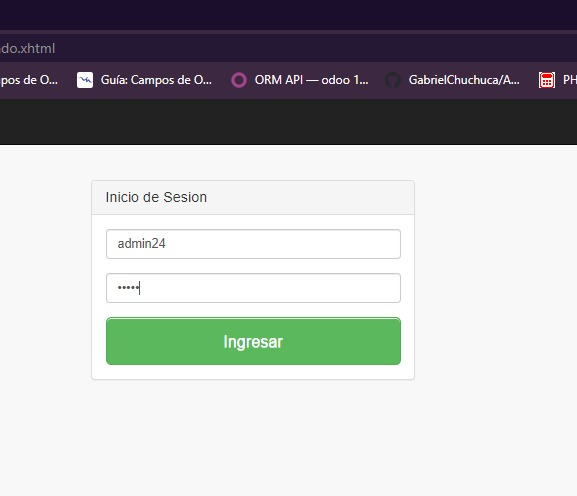 do.xhtml
pos de O... Guía: Campos de O... ORM API — odoo 1... GabrielChuchuca/A... PH
Inicio de Sesion
admin24
•••••
Ingresar